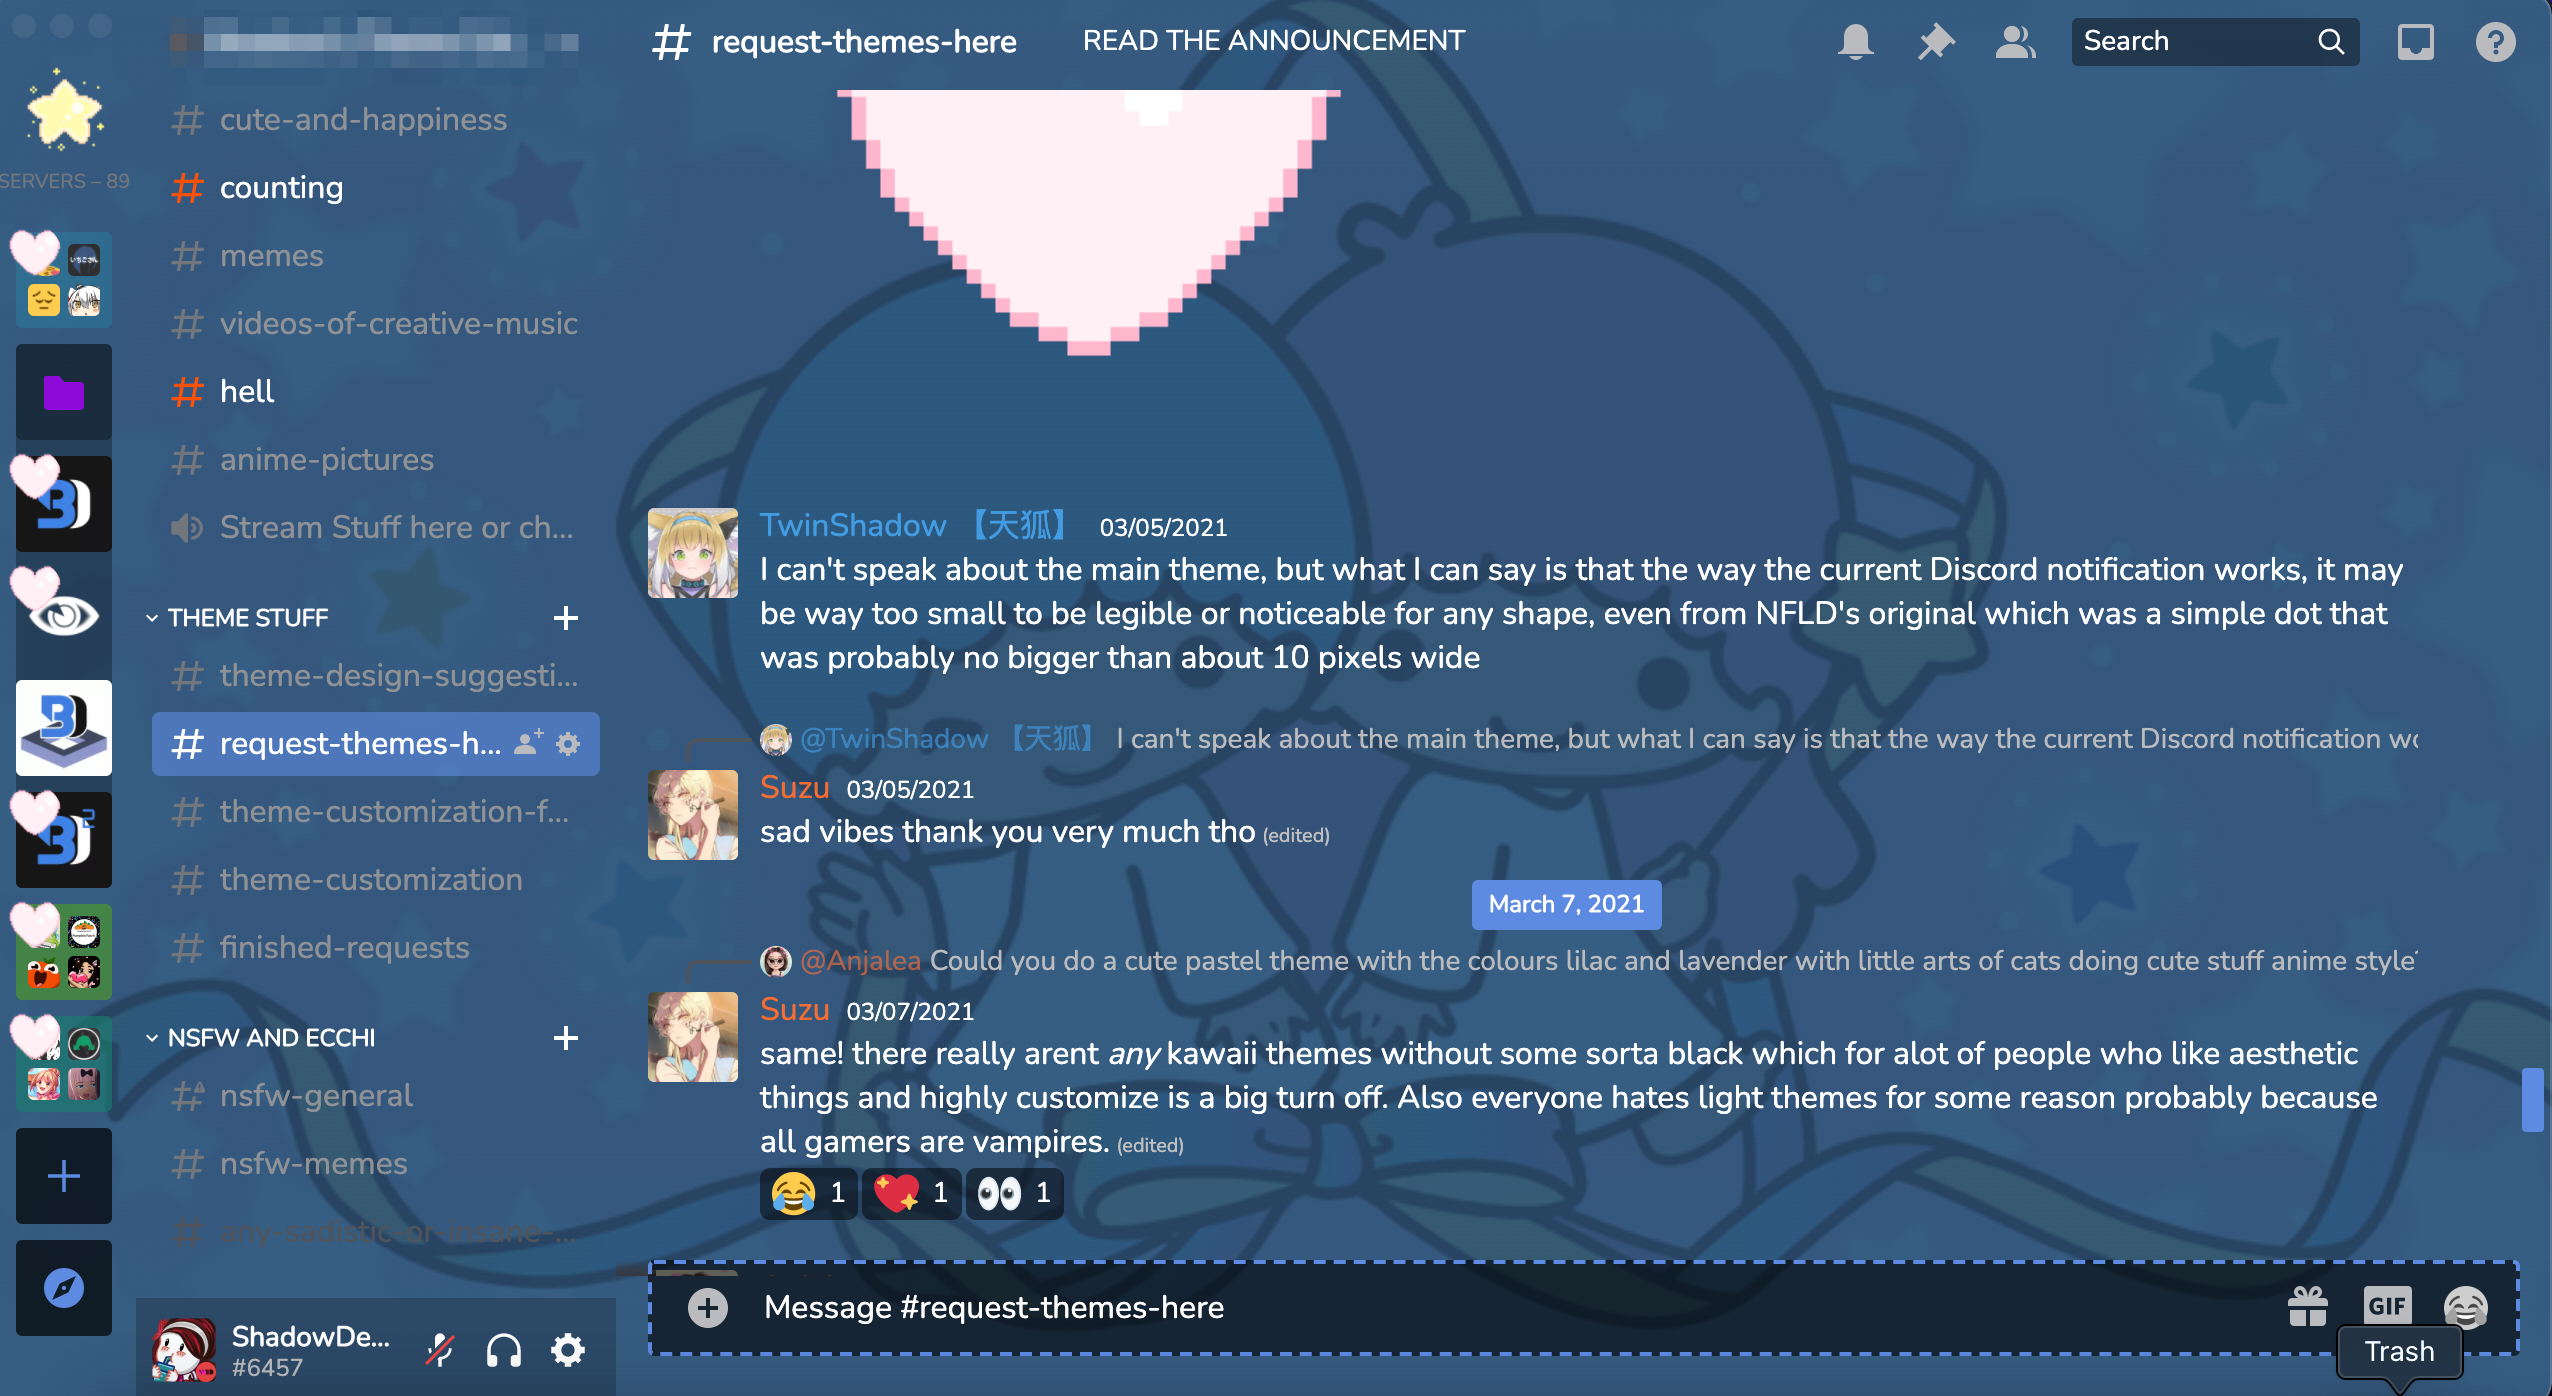 SERVERS – 89
# cute-and-happiness
# counting
# memes
# videos-of-creative-music
# hell
# anime-pictures
Stream Stuff here or ch...
THEME STUFF
# theme-design-suggesti...
# request-themes-h...
# theme-customization-f...
# theme-customization
# finished-requests
NSFW AND ECCHI
# nsfw-general
# nsfw-memes
# any-sadistic-or-insane-...
ShadowDe...
#6457
# request-themes-here
READ THE ANNOUNCEMENT
Search
TwinShadow 【天狐】 03/05/2021
I can't speak about the main theme, but what I can say is that the way the current Discord notification works, it may
be way too small to be legible or noticeable for any shape, even from NFLD's original which was a simple dot that
was probably no bigger than about 10 pixels wide
@TwinShadow 【天狐】 I can't speak about the main theme, but what I can say is that the way the current Discord notification
Suzu 03/05/2021
sad vibes thank you very much tho (edited)
March 7, 2021
@Anjalea Could you do a cute pastel theme with the colours lilac and lavender with little arts of cats doing cute stuff anime style
Suzu 03/07/2021
same! there really arent any kawaii themes without some sorta black which for alot of people who like aesthetic
things and highly customize is a big turn off. Also everyone hates light themes for some reason probably because
all gamers are vampires. (edited)
1 1 1
Message #request-themes-here
GIF
Trash